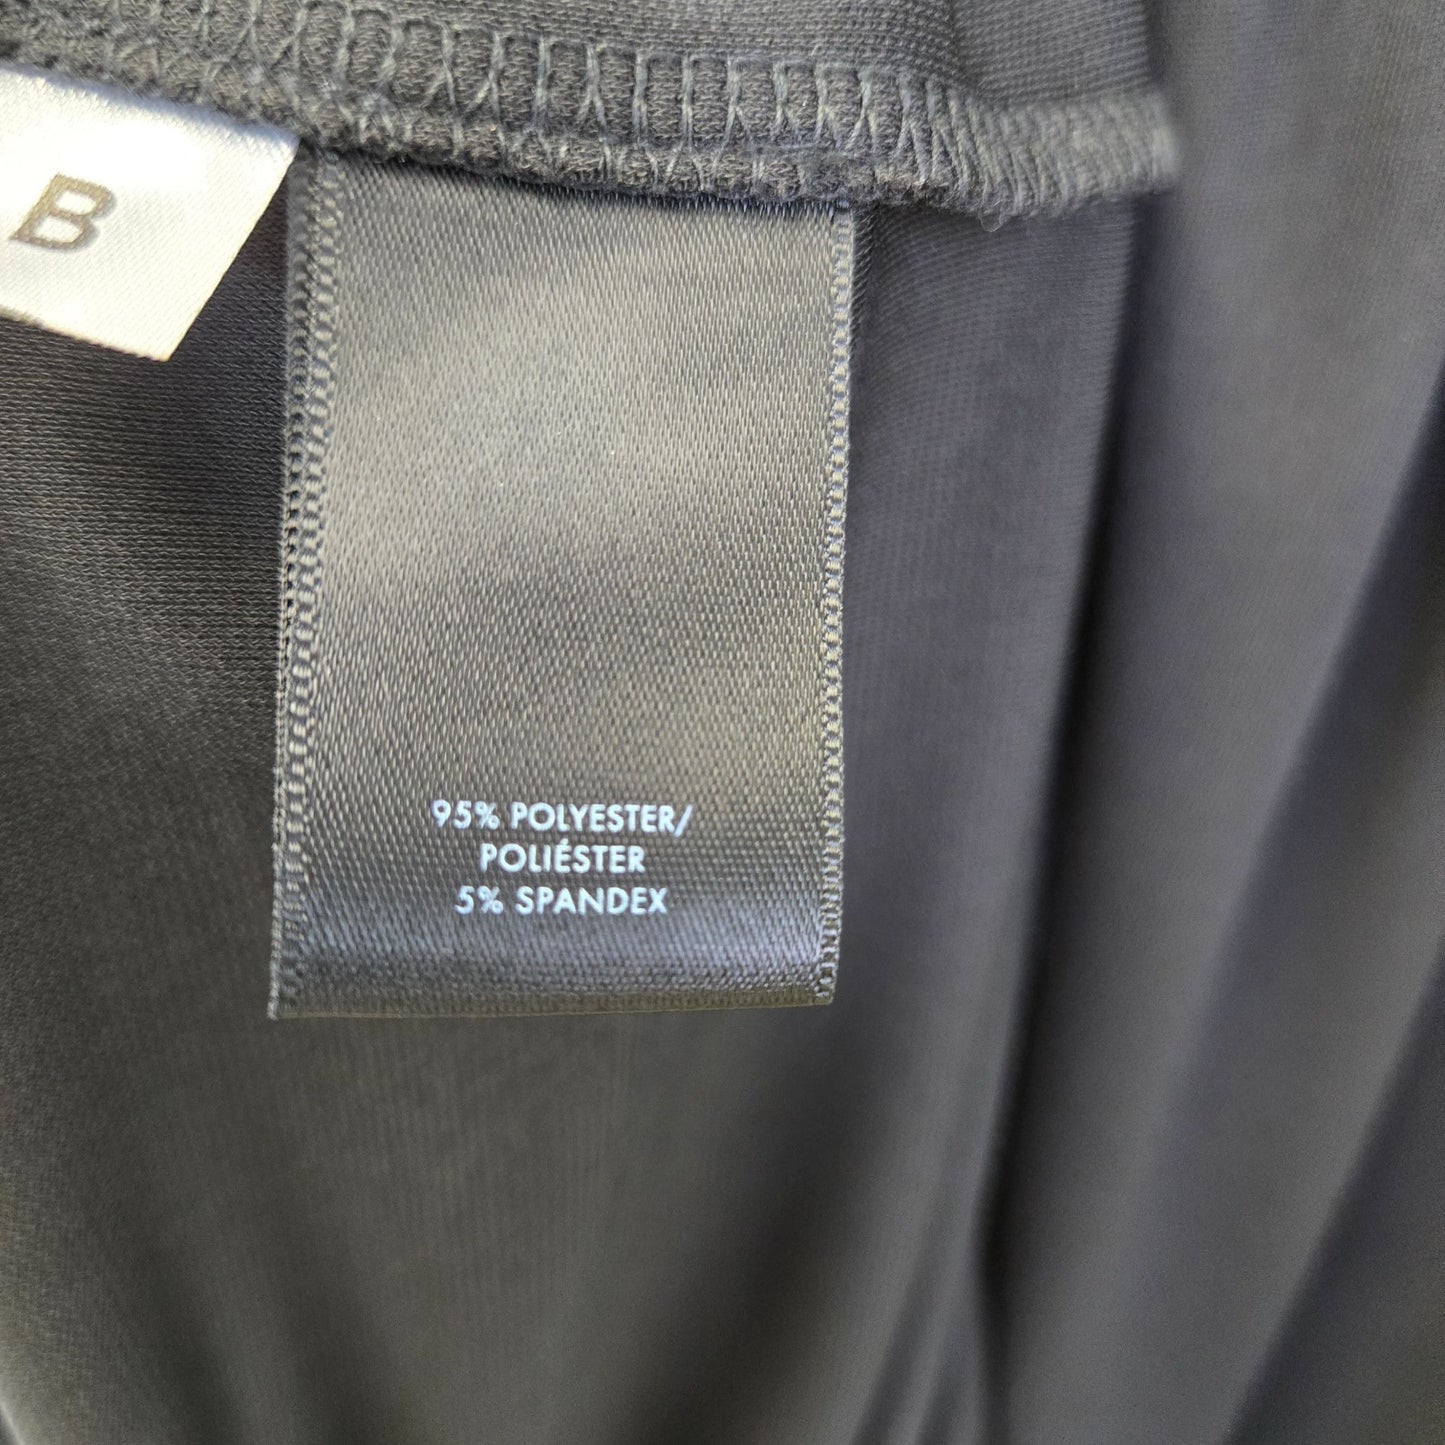 B
95% POLYESTER/
POLIÉSTER
5% SPANDEX